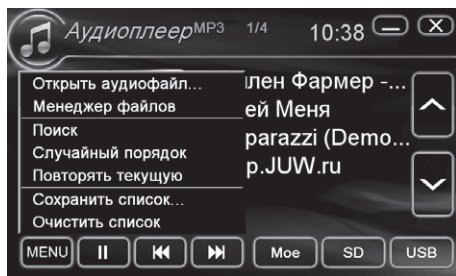 Аудиоплеер MP3 1/4 10:38
Открыть аудиофайл...
Менеджер файлов
Поиск
Случайный порядок
Повторять текущую
Сохранить список...
Очистить список
лен Фармер -...
ей Меня
parazzi (Demo...
p.JUW.ru
MENU Мое SD USB